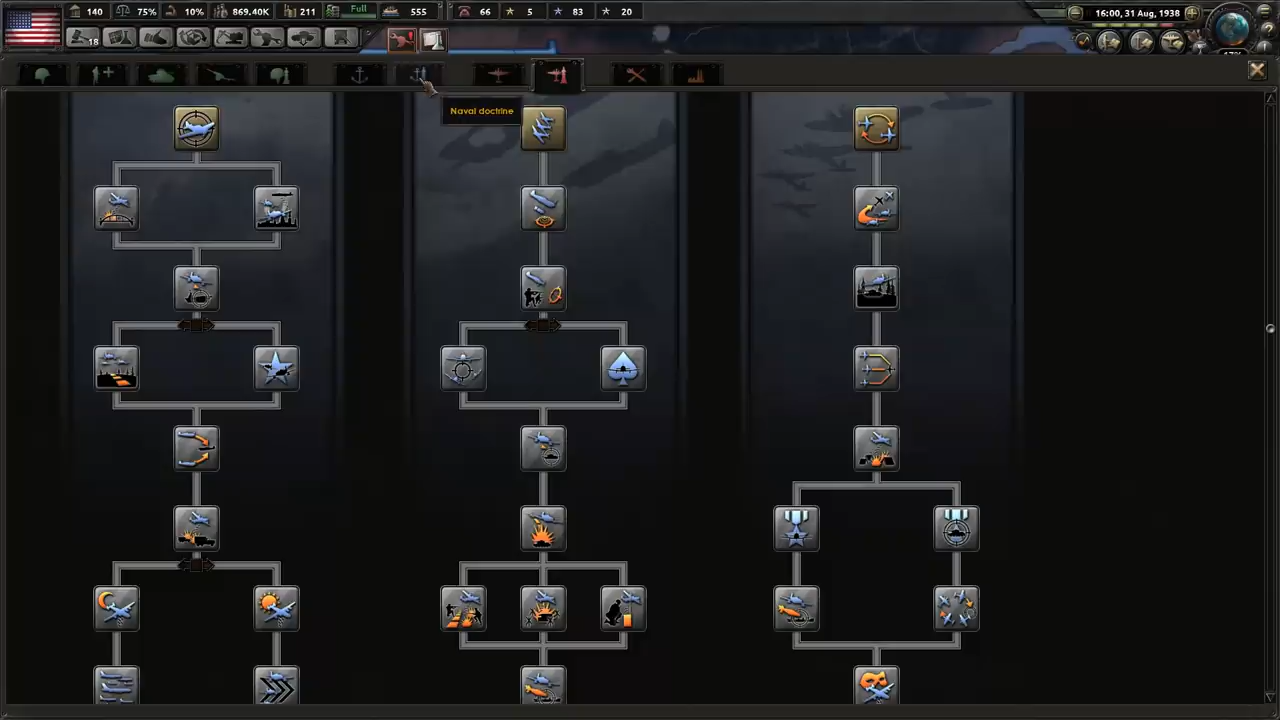 140 75% 10% 869.40K 211 Full 555 66 5 83 20 16:00, 31 Aug, 1938
18
Naval doctrine